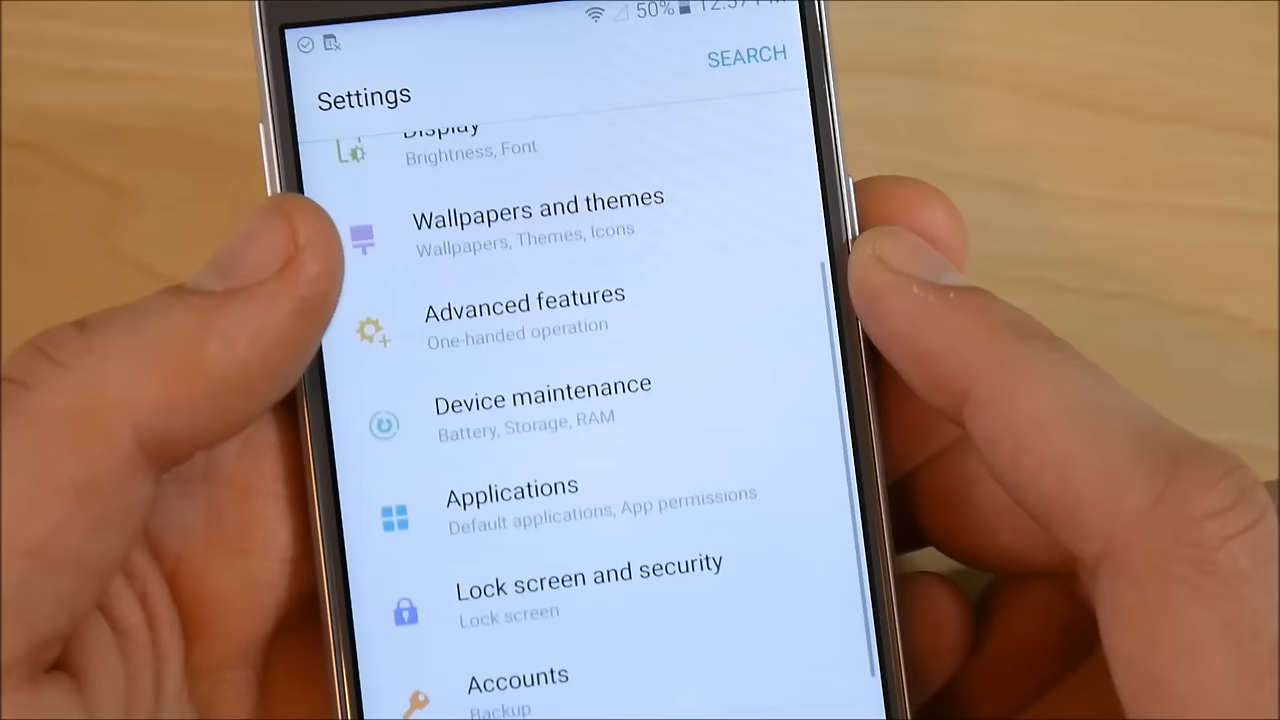 50%
SEARCH
Settings
Display
Brightness, Font
Wallpapers and themes
Wallpapers, Themes, Icons
Advanced features
One-handed operation
Device maintenance
Battery, Storage, RAM
Applications
Default applications, App permissions
Lock screen and security
Lock screen
Accounts
Backup